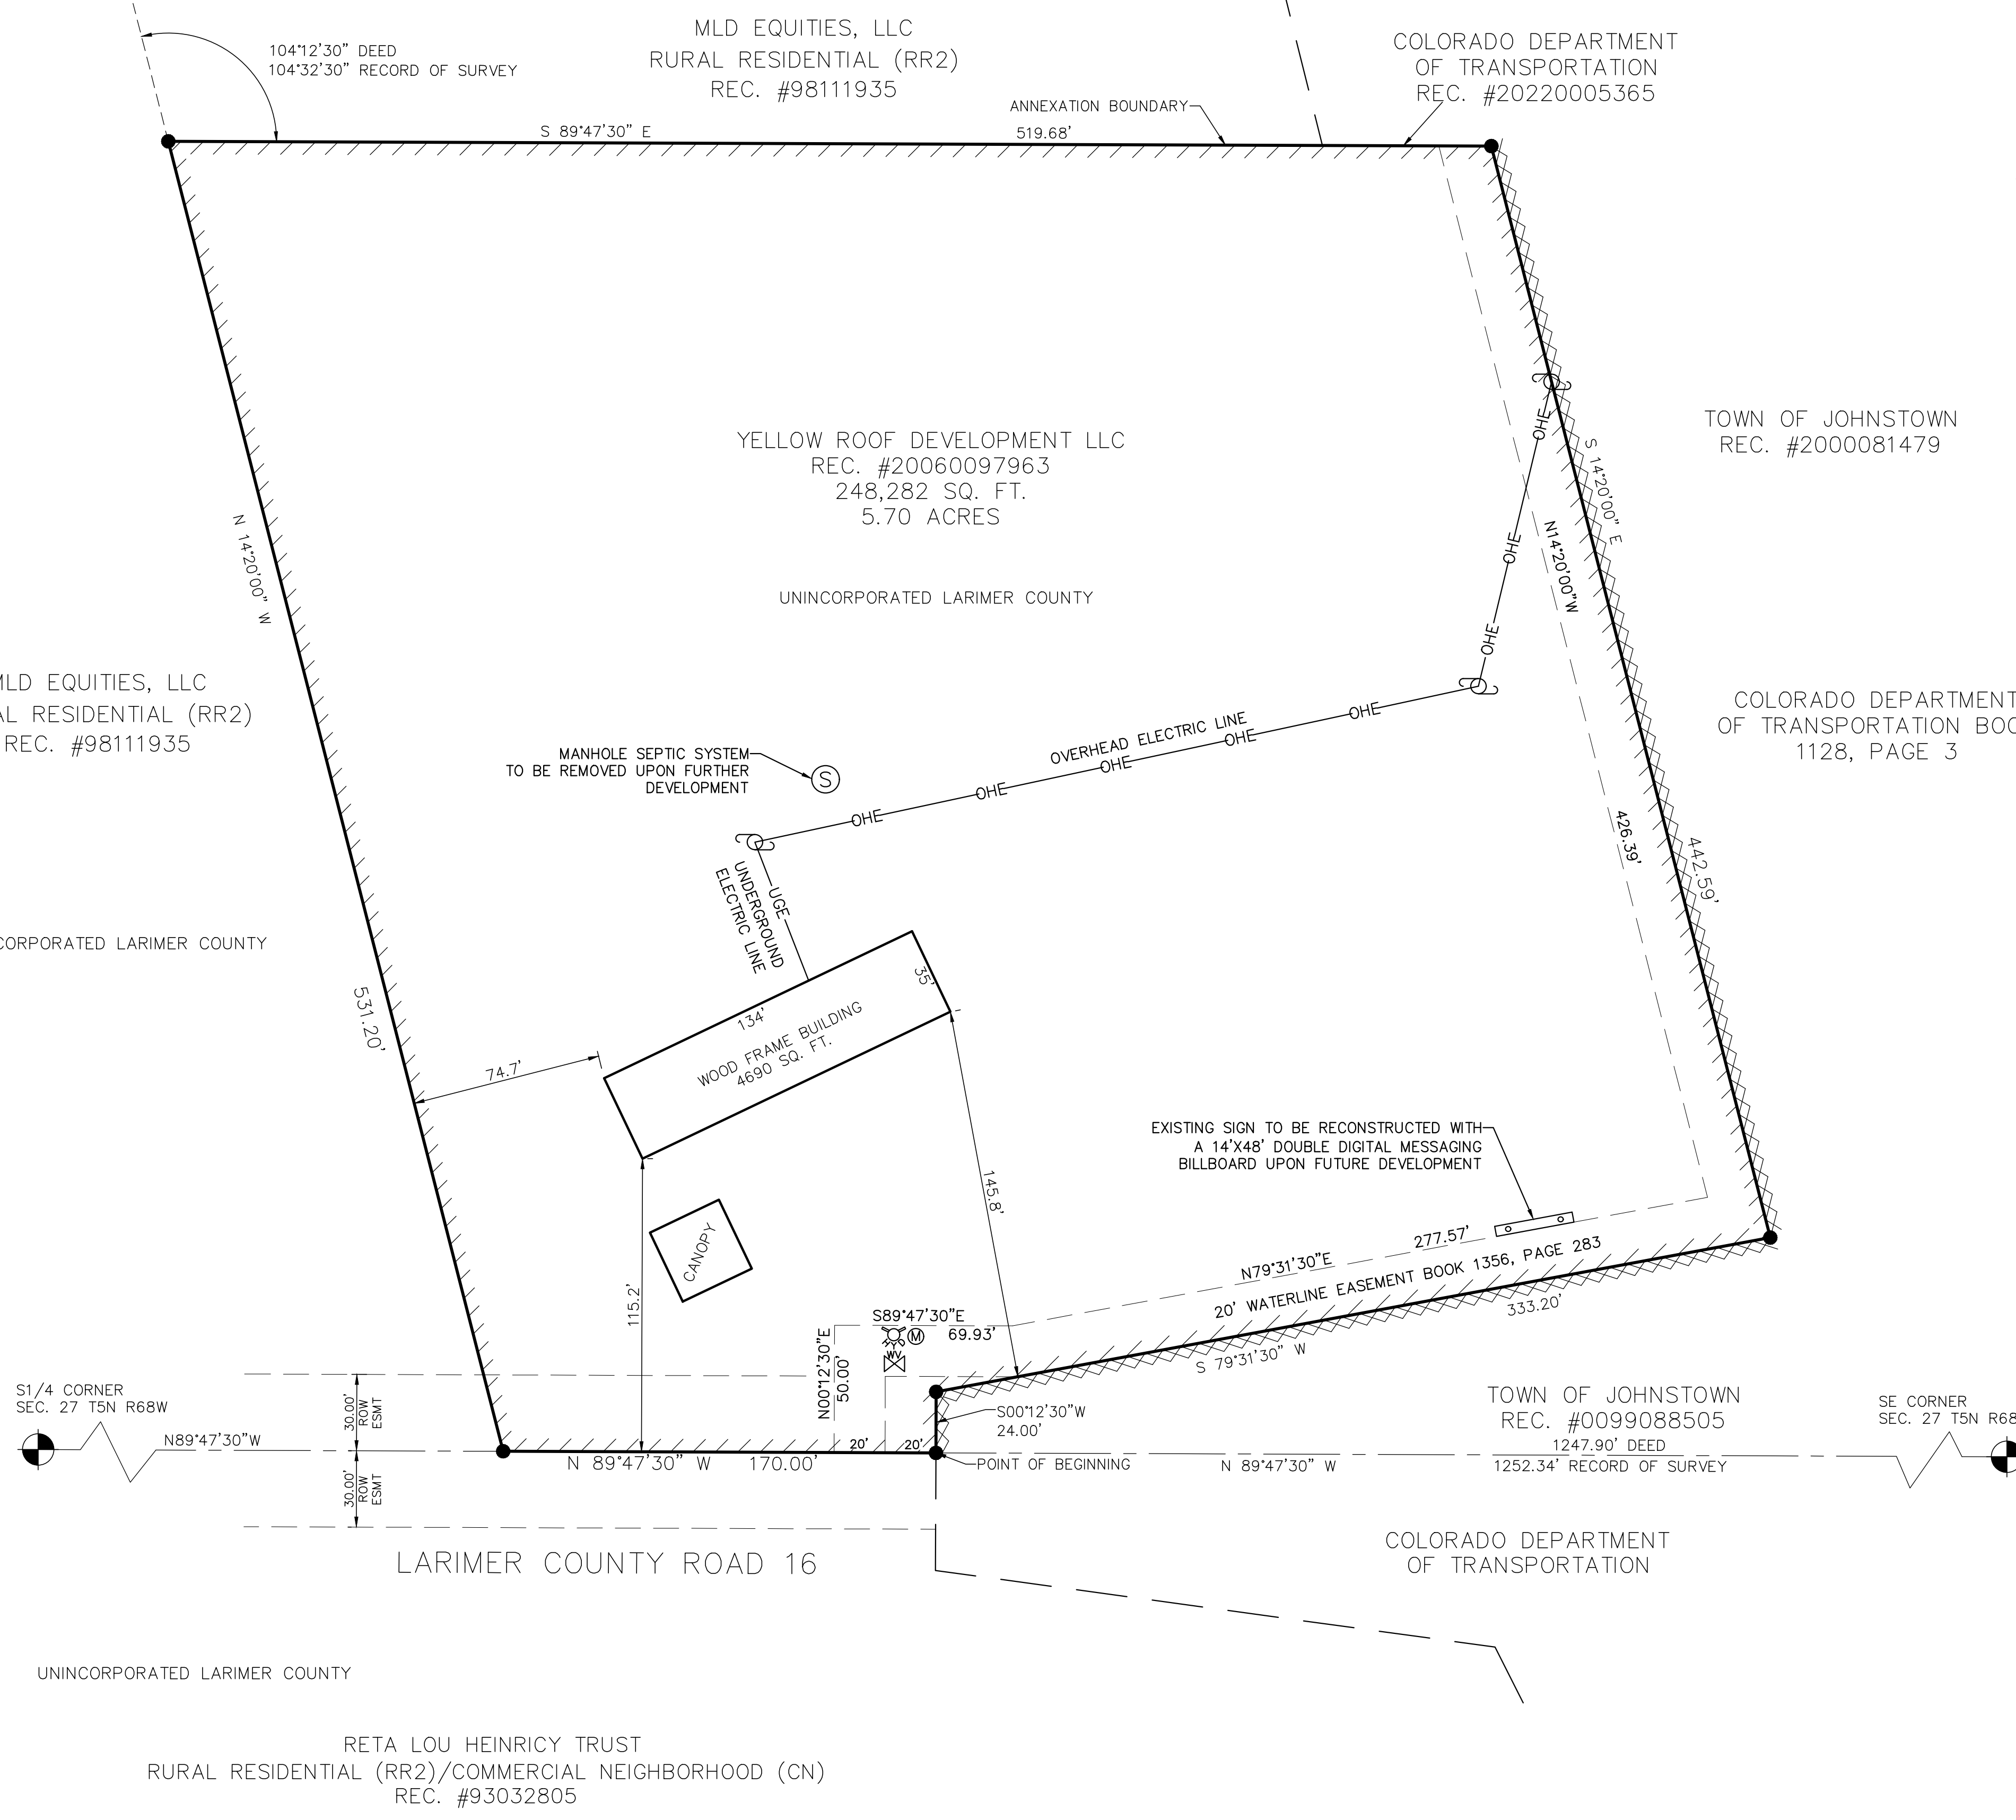 MLD EQUITIES, LLC
RURAL RESIDENTIAL (RR2)
REC. #98111935
COLORADO DEPARTMENT
OF TRANSPORTATION
REC. #20220005365
104°12'30" DEED
104°32'30" RECORD OF SURVEY
ANNEXATION BOUNDARY
S 89°47'30" E
519.68'
YELLOW ROOF DEVELOPMENT LLC
REC. #20060097963
248,282 SQ. FT.
5.70 ACRES
UNINCORPORATED LARIMER COUNTY
TOWN OF JOHNSTOWN
REC. #2000081479
OHE
S 14°20'00" E
N14°20'00"W
OHE
N 14°20'00" W
OHE
MLD EQUITIES, LLC
AL RESIDENTIAL (RR2)
REC. #98111935
COLORADO DEPARTMENT
OF TRANSPORTATION BOO
1128, PAGE 3
MANHOLE SEPTIC SYSTEM
TO BE REMOVED UPON FURTHER
DEVELOPMENT
S
OVERHEAD ELECTRIC LINE
OHE
OHE
OHE
OHE
OHE
426.39'
442.59'
UGE
UNDERGROUND
ELECTRIC LINE
CORPORATED LARIMER COUNTY
531.20'
35'
134'
WOOD FRAME BUILDING
4690 SQ. FT.
74.7'
EXISTING SIGN TO BE RECONSTRUCTED WITH
A 14'X48' DOUBLE DIGITAL MESSAGING
BILLBOARD UPON FUTURE DEVELOPMENT
145.8'
CANOPY
115.2'
N79°31'30"E
277.57'
20' WATERLINE EASEMENT BOOK 1356, PAGE 283
333.20'
S 79°31'30" W
S89°47'30"E
69.93'
M
WV
N00°12'30"E
50.00'
S00°12'30"W
24.00'
20'
20'
S1/4 CORNER
SEC. 27 T5N R68W
N89°47'30"W
30.00'
ROW
ESMT
30.00'
ROW
ESMT
N 89°47'30" W
170.00'
POINT OF BEGINNING
TOWN OF JOHNSTOWN
REC. #0099088505
1247.90' DEED
N 89°47'30" W
1252.34' RECORD OF SURVEY
SE CORNER
SEC. 27 T5N R68
LARIMER COUNTY ROAD 16
COLORADO DEPARTMENT
OF TRANSPORTATION
UNINCORPORATED LARIMER COUNTY
RETA LOU HEINRICY TRUST
RURAL RESIDENTIAL (RR2)/COMMERCIAL NEIGHBORHOOD (CN)
REC. #93032805